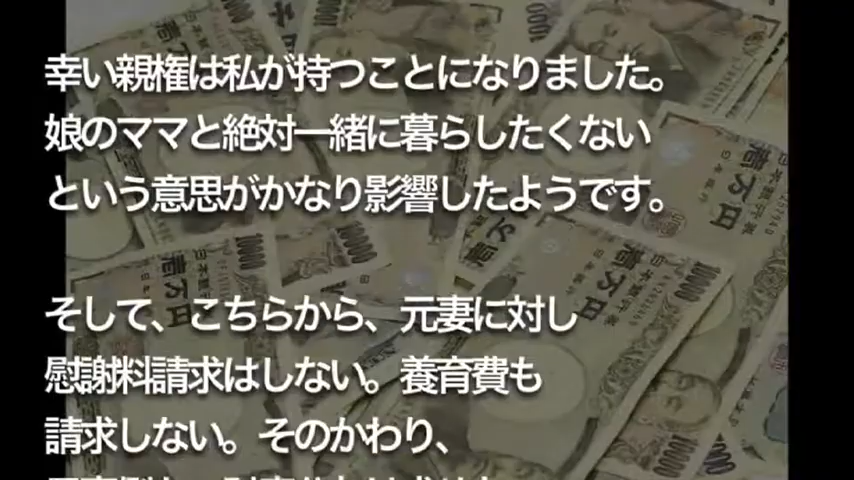 幸い親権は私が持つことになりました。
娘のママと絶対一緒に暮らしたくない
という意思がかなり影響したようです。
そして、こちらから、元妻に対し
慰謝料請求はしない。養育費も
請求しない。そのかわり、